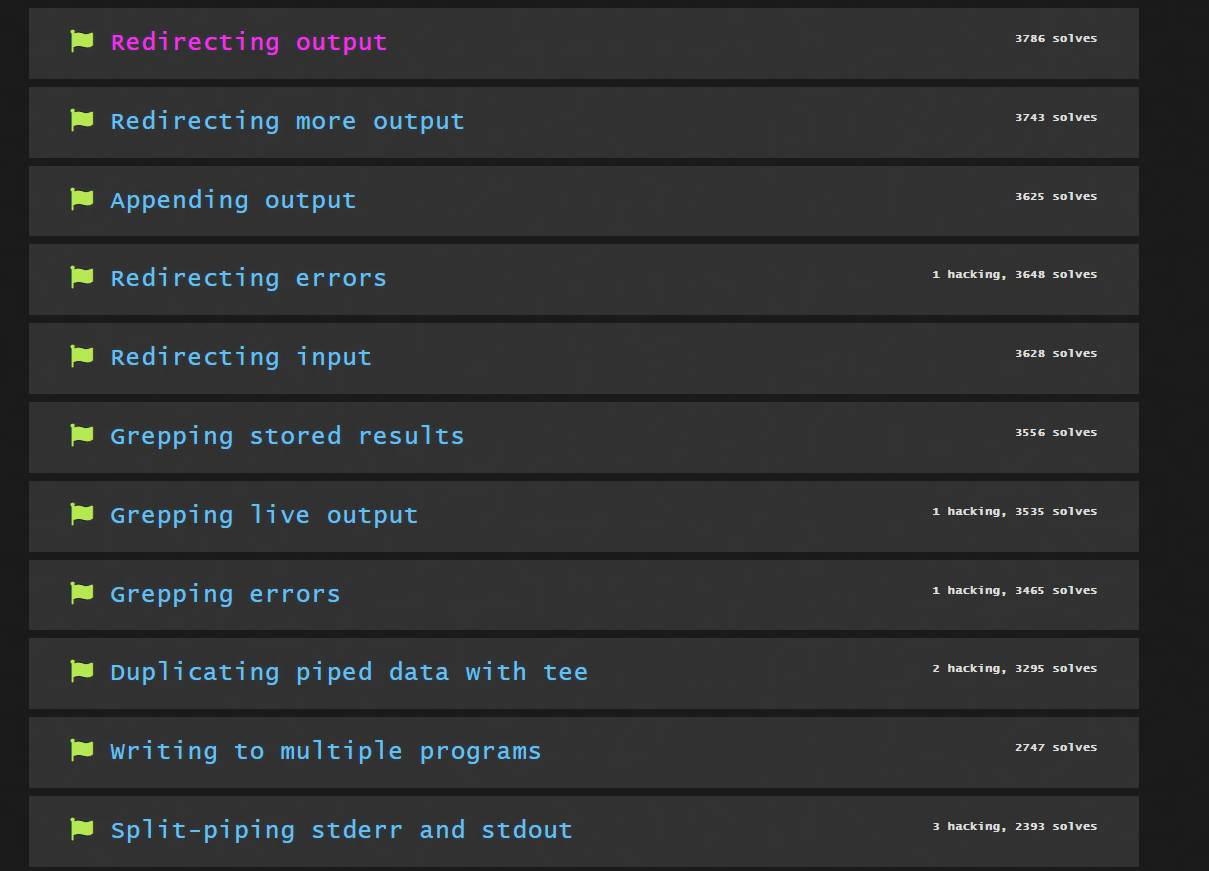 Redirecting output 3786 solves
Redirecting more output 3743 solves
Appending output 3625 solves
Redirecting errors 1 hacking, 3648 solves
Redirecting input 3628 solves
Grepping stored results 3556 solves
Grepping live output 1 hacking, 3535 solves
Grepping errors 1 hacking, 3465 solves
Duplicating piped data with tee 2 hacking, 3295 solves
Writing to multiple programs 2747 solves
Split-piping stderr and stdout 3 hacking, 2393 solves